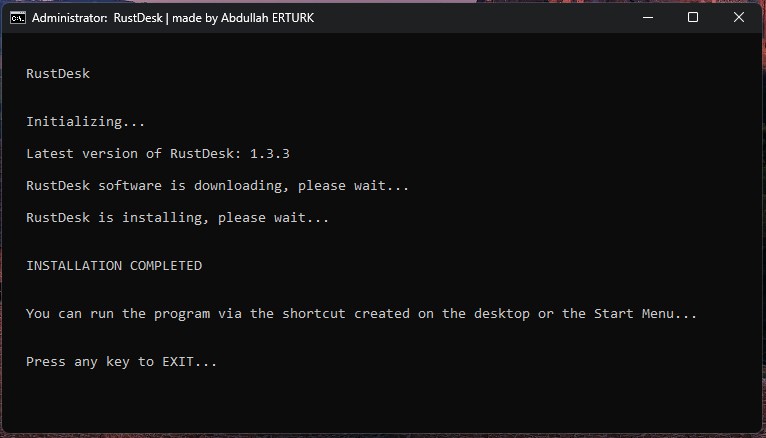 Administrator: RustDesk | made by Abdullah ERTURK
RustDesk
Initializing...
Latest version of RustDesk: 1.3.3
RustDesk software is downloading, please wait...
RustDesk is installing, please wait...
INSTALLATION COMPLETED
You can run the program via the shortcut created on the desktop or the Start Menu...
Press any key to EXIT...